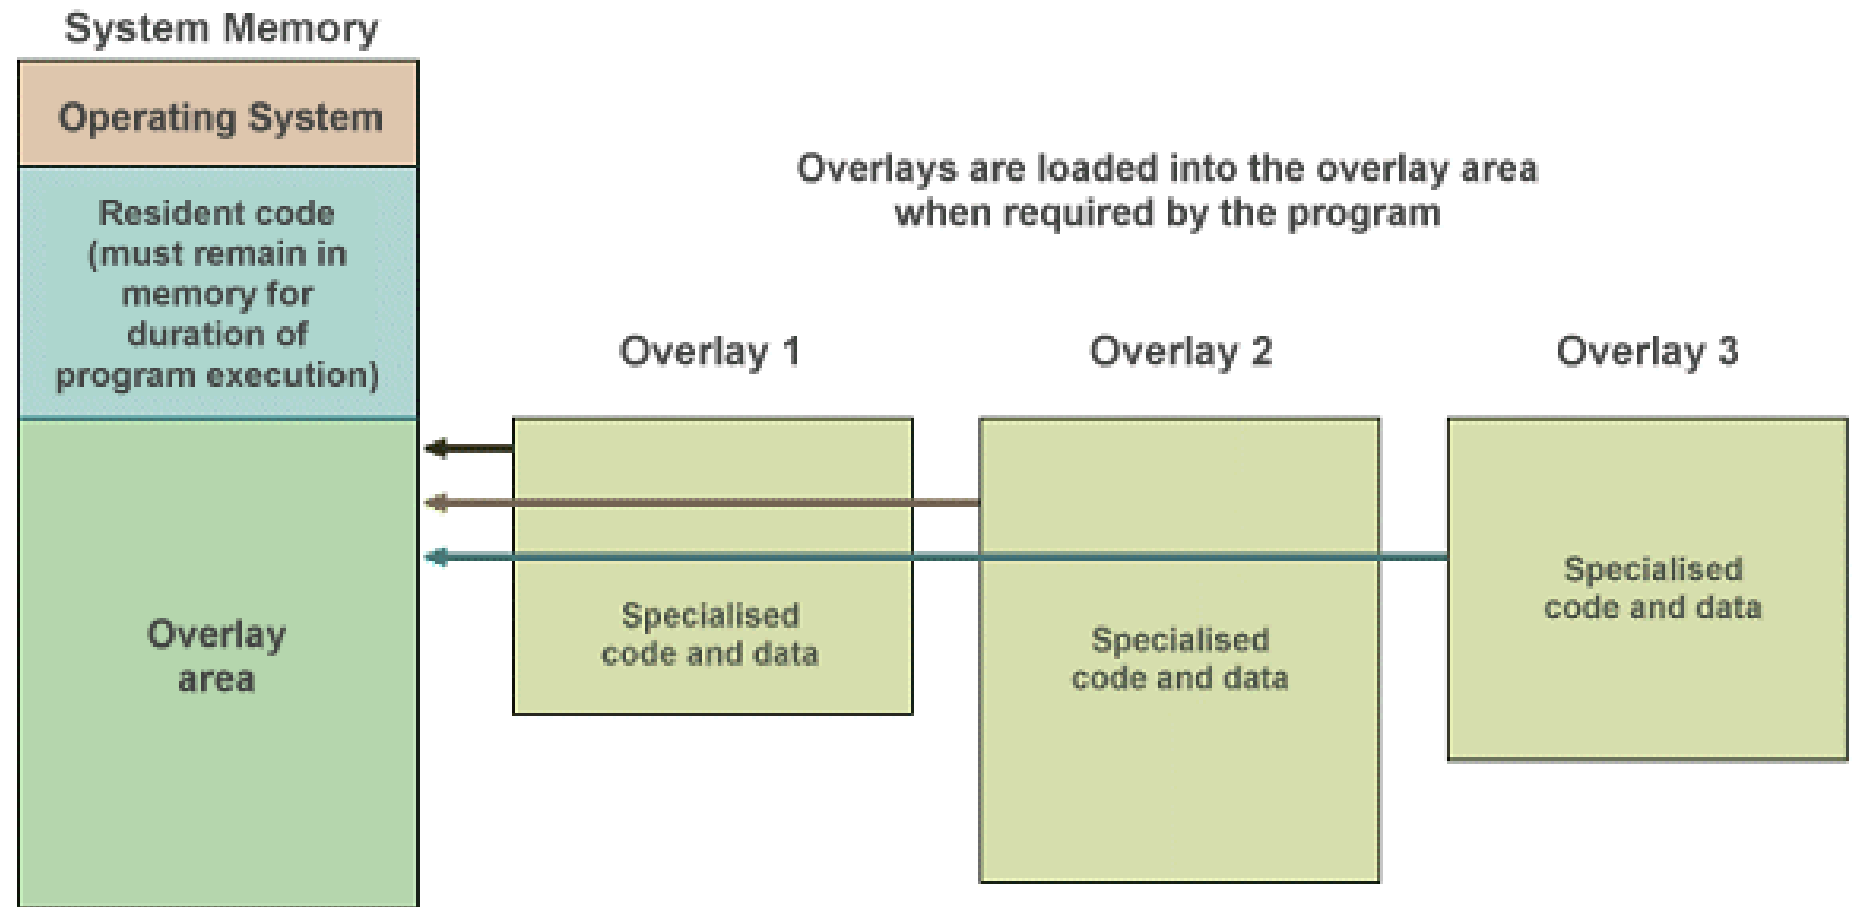 System Memory
Operating System
Resident code
(must remain in
memory for
duration of
program execution)
Overlay
area
Overlays are loaded into the overlay area
when required by the program
Overlay 1
Specialised
code and data
Overlay 2
Specialised
code and data
Overlay 3
Specialised
code and data